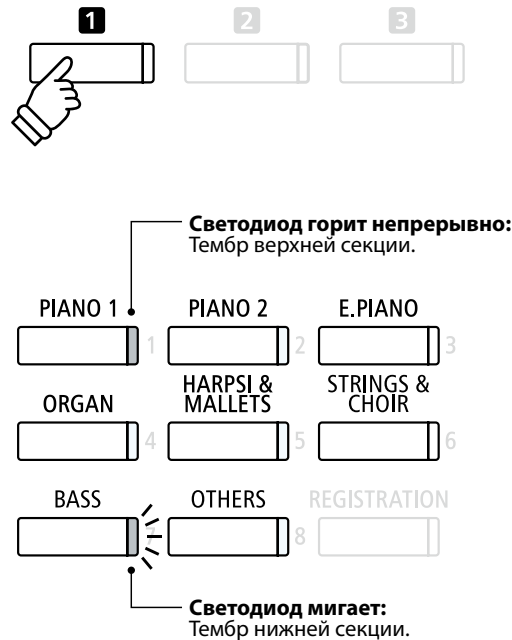 1 2 3
Светодиод горит непрерывно:
Тембр верхней секции.
PIANO 1 PIANO 2 E.PIANO
1 2 3
ORGAN HARPSI & MALLETS STRINGS & CHOIR
4 5 6
BASS OTHERS REGISTRATION
7 8
Светодиод мигает:
Тембр нижней секции.